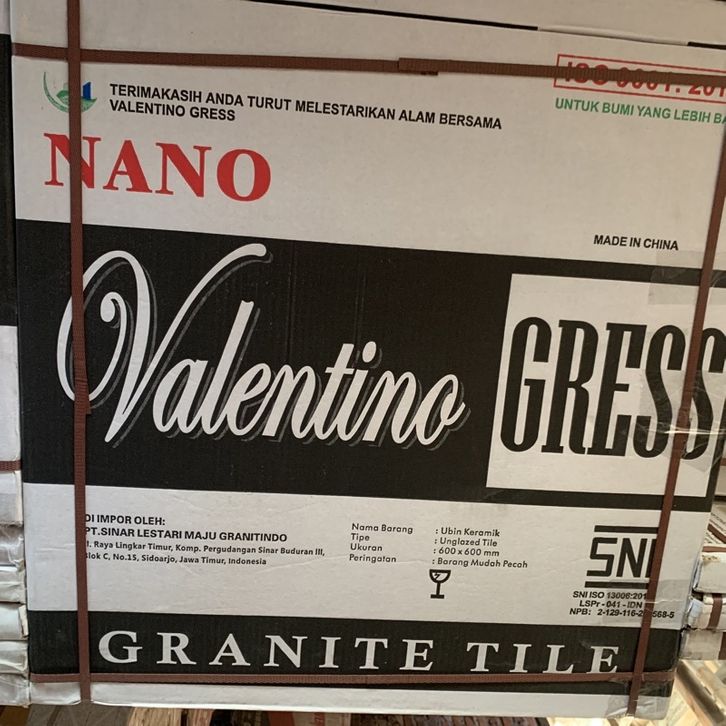 TERIMAKASIH ANDA TURUT MELESTARIKAN ALAM BERSAMA
VALENTINO GRESS
UNTUK BUMI YANG LEBIH
NANO
MADE IN CHINA
Valentino
GRESS
DI IMPOR OLEH:
PT.SINAR LESTARI MAJU GRANITINDO
Raya Lingkar Timur, Komp. Pergudangan Sinar Buduran III,
Blok C, No.15, Sidoarjo, Jawa Timur, Indonesia
Nama Barang : Ubin Keramik
Tipe : Unglazed Tile
Ukuran : 600 x 600 mm
Peringatan : Barang Mudah Pecah
SNI
SNI ISO
LSPr - 041 - IDN
NPB:
GRANITE TILE